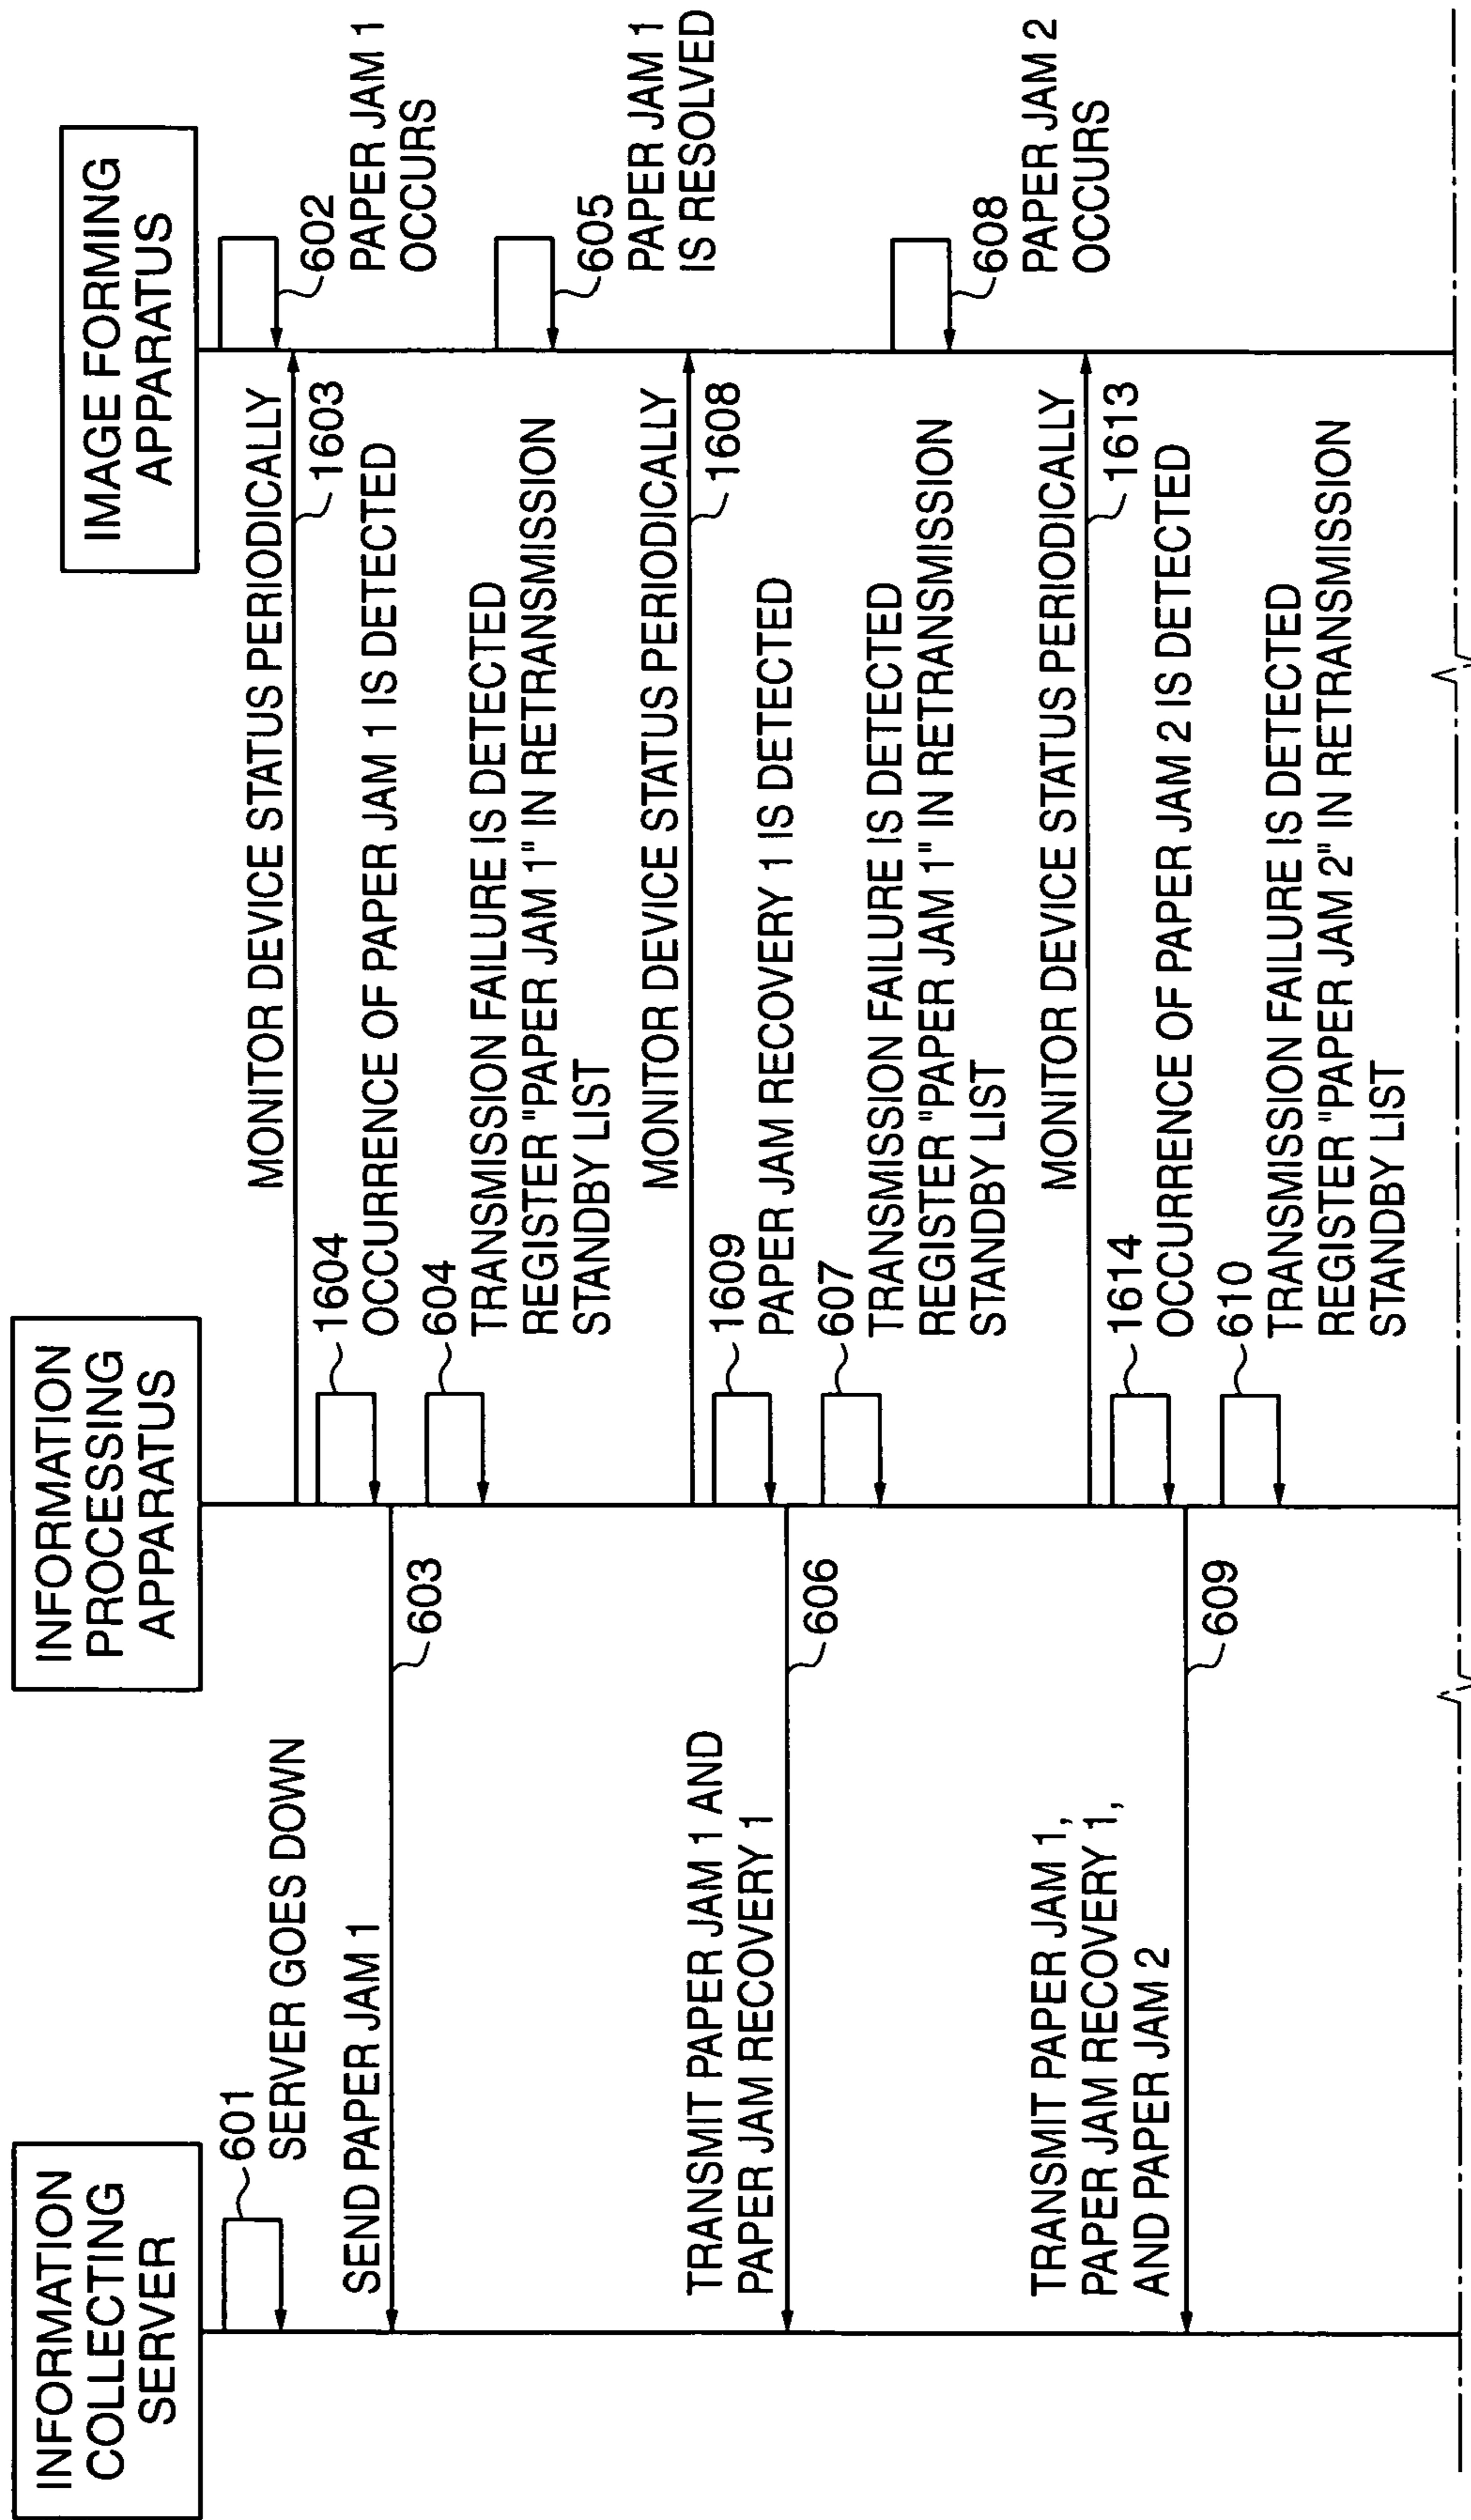 INFORMATION
COLLECTING
SERVER
INFORMATION
PROCESSING
APPARATUS
IMAGE FORMING
APPARATUS
601
SERVER GOES DOWN
602
PAPER JAM 1
OCCURS
MONITOR DEVICE STATUS PERIODICALLY
1603
1604
OCCURRENCE OF PAPER JAM 1 IS DETECTED
SEND PAPER JAM 1
603
604
TRANSMISSION FAILURE IS DETECTED
REGISTER "PAPER JAM 1" IN RETRANSMISSION
STANDBY LIST
605
PAPER JAM 1
IS RESOLVED
MONITOR DEVICE STATUS PERIODICALLY
1608
1609
PAPER JAM RECOVERY 1 IS DETECTED
TRANSMIT PAPER JAM 1 AND
PAPER JAM RECOVERY 1
606
607
TRANSMISSION FAILURE IS DETECTED
REGISTER "PAPER JAM 1" IN RETRANSMISSION
STANDBY LIST
608
PAPER JAM 2
OCCURS
MONITOR DEVICE STATUS PERIODICALLY
1613
1614
OCCURRENCE OF PAPER JAM 2 IS DETECTED
TRANSMIT PAPER JAM 1,
PAPER JAM RECOVERY 1,
AND PAPER JAM 2
609
610
TRANSMISSION FAILURE IS DETECTED
REGISTER "PAPER JAM 2" IN RETRANSMISSION
STANDBY LIST